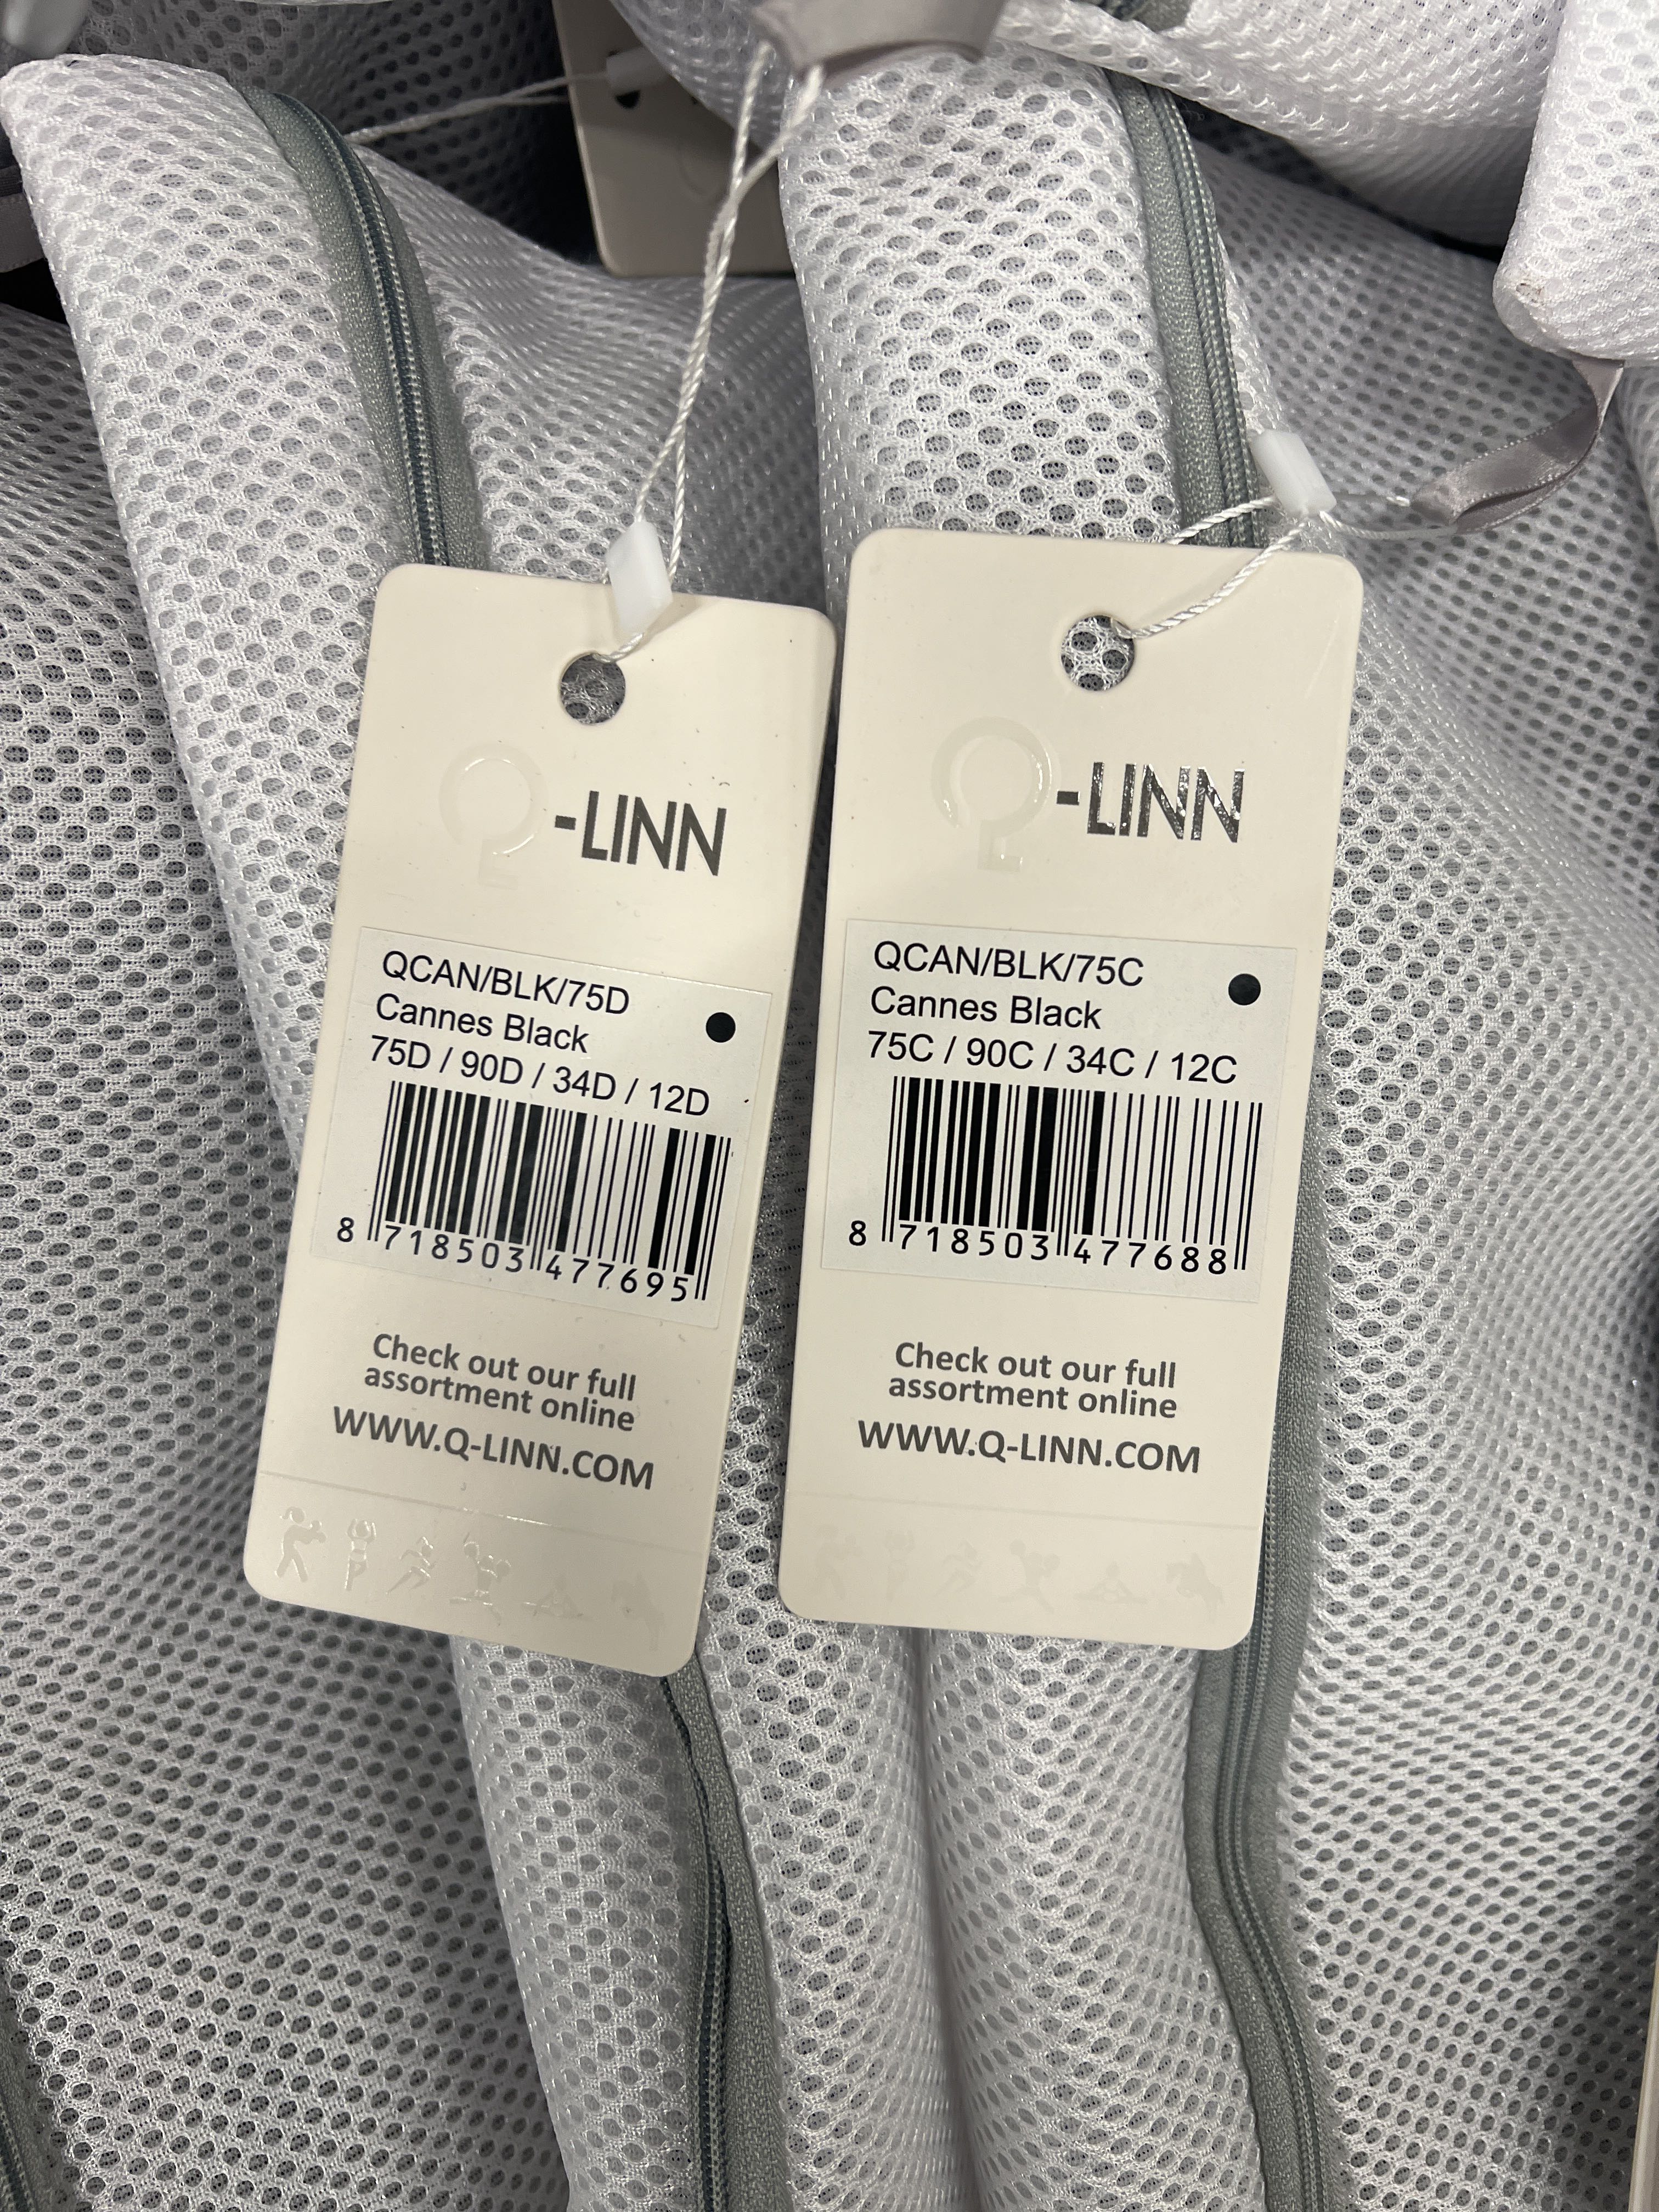 Q-LINN
QCAN/BLK/75D
Cannes Black
75D / 90D / 34D / 12D
8 718503 477695
Check out our full
assortment online
WWW.Q-LINN.COM
Q-LINN
QCAN/BLK/75C
Cannes Black
75C / 90C / 34C / 12C
8 718503 477688
Check out our full
assortment online
WWW.Q-LINN.COM